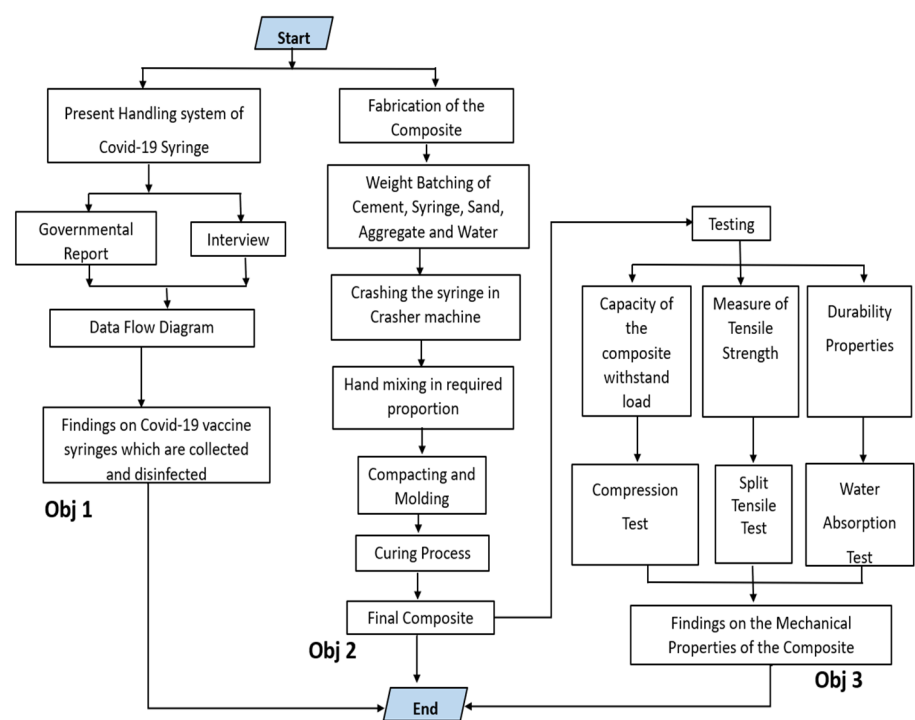 Start
Present Handling system of
Covid-19 Syringe
Governmental
Report
Interview
Data Flow Diagram
Findings on Covid-19 vaccine
syringes which are collected
and disinfected
Obj 1
Fabrication of the
Composite
Weight Batching of
Cement, Syringe, Sand,
Aggregate and Water
Crashing the syringe in
Crasher machine
Hand mixing in required
proportion
Compacting and
Molding
Curing Process
Final Composite
Obj 2
Testing
Capacity of
the
composite
withstand
load
Measure of
Tensile
Strength
Durability
Properties
Compression
Test
Split
Tensile
Test
Water
Absorption
Test
Findings on the Mechanical
Properties of the Composite
Obj 3
End